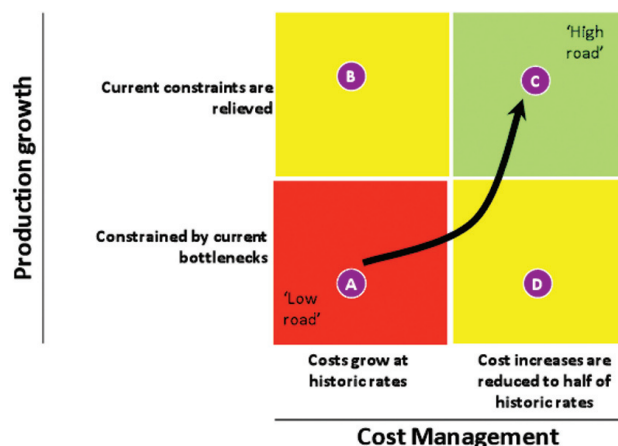 Production growth
Current constraints are
relieved
Constrained by current
bottlenecks
B
'High
road'
C
'Low
road'
A
D
Costs grow at
historic rates
Cost increases are
reduced to half of
historic rates
Cost Management